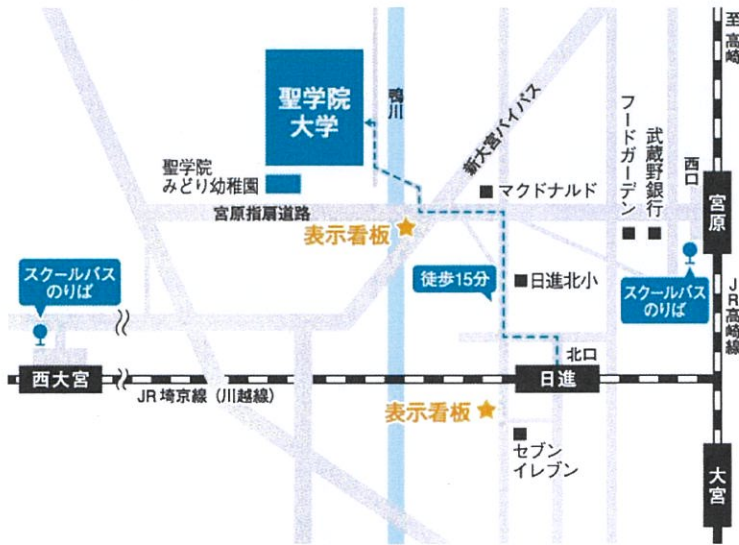 至
高崎
聖学院
大学
鴨川
新大宮バイパス
フードガーデン
武蔵野銀行
西口
聖学院
みどり幼稚園
マクドナルド
宮原
宮原指扇道路
表示看板
スクールバス
のりば
徒歩15分
日進北小
スクールバス
のりば
JR高崎線
北口
西大宮
日進
JR埼京線（川越線）
表示看板
セブン
イレブン
大宮